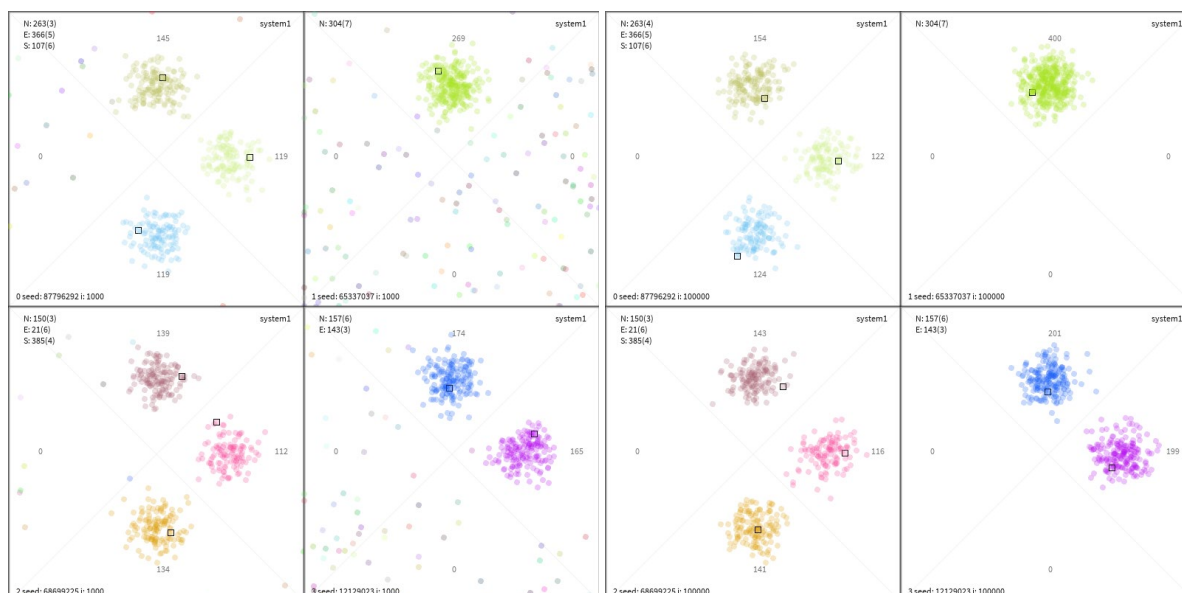 N: 263(3)
E: 366(5)
S: 107(6)
system1
145
0
119
119
0 seed: 87796292 i: 1000
N: 304(7)
system1
269
0
0
0
1 seed: 65337037 i: 1000
N: 263(4)
E: 366(5)
S: 107(6)
system1
154
0
122
124
0 seed: 87796292 i: 100000
N: 304(7)
system1
400
0
0
0
1 seed: 65337037 i: 100000
N: 150(3)
E: 21(6)
S: 385(4)
system1
139
0
112
134
2 seed: 68699225 i: 1000
N: 157(6)
E: 143(3)
system1
174
0
165
0
3 seed: 12129023 i: 1000
N: 150(3)
E: 21(6)
S: 385(4)
system1
143
0
116
141
2 seed: 68699225 i: 100000
N: 157(6)
E: 143(3)
system1
201
0
199
0
3 seed: 12129023 i: 100000